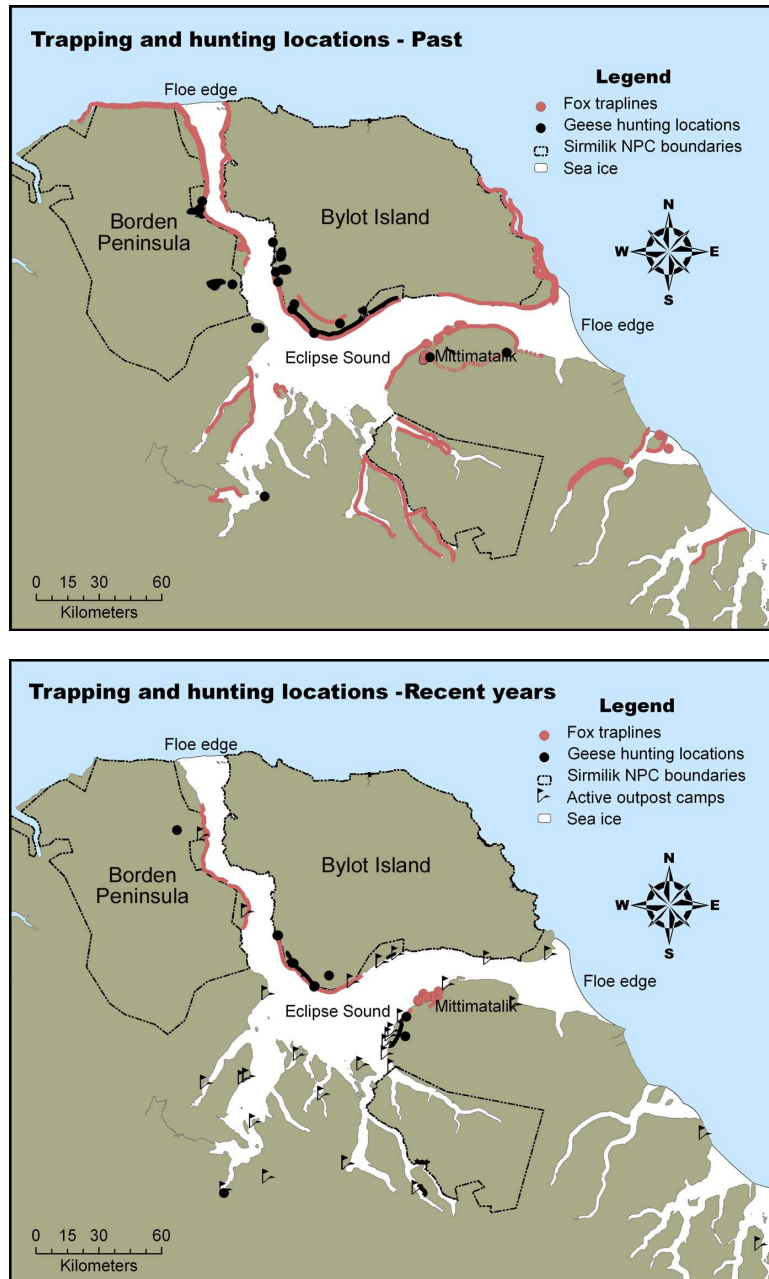 Trapping and hunting locations - Past
Floe edge
Legend
Fox traplines
Geese hunting locations
Sirmilik NPC boundaries
Sea ice
Borden
Peninsula
Bylot Island
N
W
E
S
Floe edge
Eclipse Sound
Mittimatalik
0 15 30 60
Kilometers
Trapping and hunting locations -Recent years
Legend
Floe edge
Fox traplines
Geese hunting locations
Sirmilik NPC boundaries
Active outpost camps
Sea ice
Borden
Peninsula
Bylot Island
N
W
E
S
Floe edge
Eclipse Sound
Mittimatalik
0 15 30 60
Kilometers